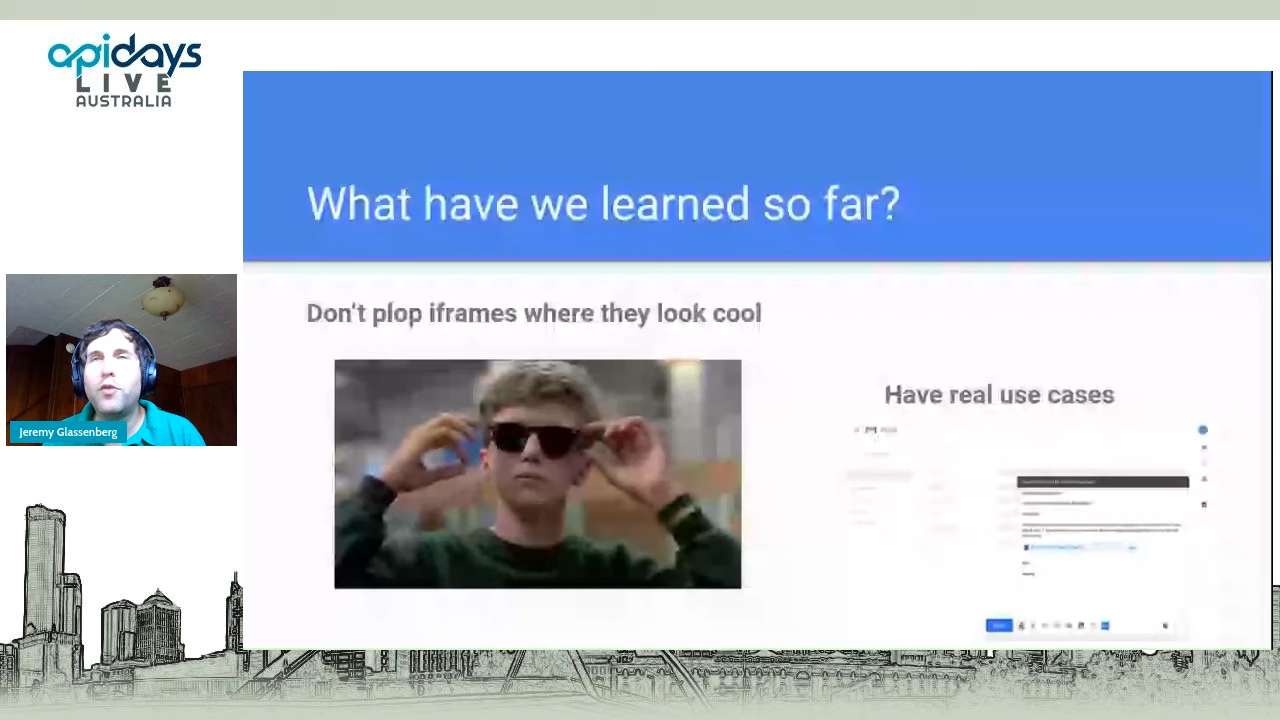 apidays
LIVE
AUSTRALIA
What have we learned so far?
Don't plop iframes where they look cool
Have real use cases
Jeremy Glassenberg